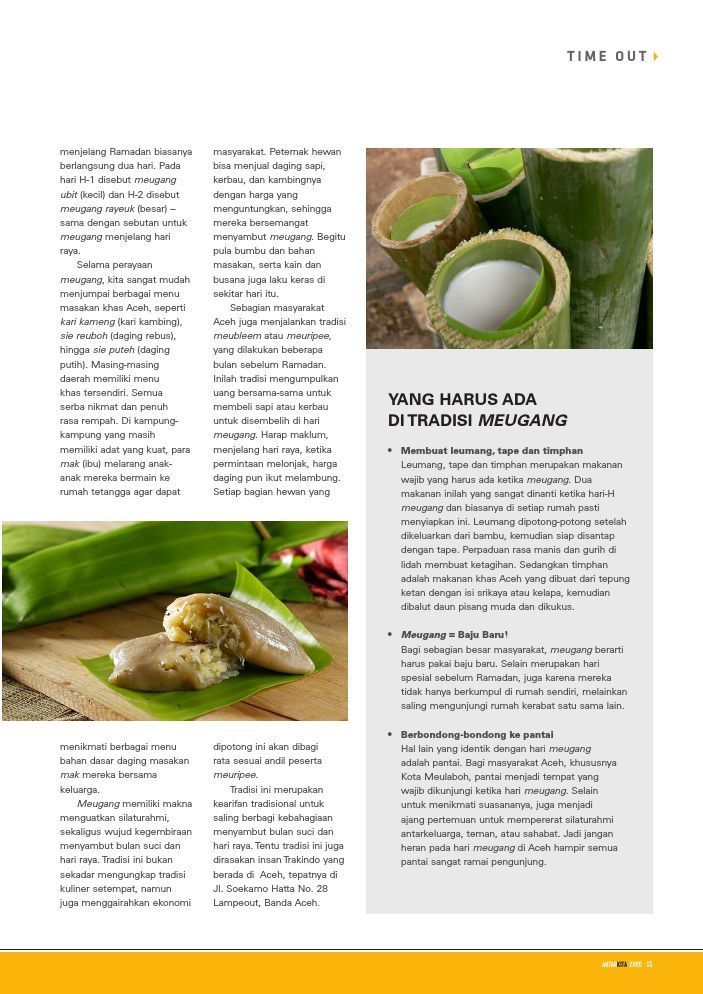 TIME OUT
menjelang Ramadan biasanya
berlangsung dua hari. Pada
hari H-1 disebut meugang
ubit (kecil) dan H-2 disebut
meugang rayeuk (besar) –
sama dengan sebutan untuk
meugang menjelang hari
raya.
Selama perayaan
meugang, kita sangat mudah
menjumpai berbagai menu
masakan khas Aceh, seperti
kari kameng (kari kambing),
sie reuboh (daging rebus),
hingga sie puteh (daging
putih). Masing-masing
daerah memiliki menu
khas tersendiri. Semua
serba nikmat dan penuh
rasa rempah. Di kampung-
kampung yang masih
memiliki adat yang kuat, para
mak (ibu) melarang anak-
anak mereka bermain ke
rumah tetangga agar dapat
menikmati berbagai menu
bahan dasar daging masakan
mak mereka bersama
keluarga.
Meugang memiliki makna
menguatkan silaturahmi,
sekaligus wujud kegembiraan
menyambut bulan suci dan
hari raya. Tradisi ini bukan
sekadar mengungkap tradisi
kuliner setempat, namun
juga menggairahkan ekonomi
masyarakat. Peternak hewan
bisa menjual daging sapi,
kerbau, dan kambingnya
dengan harga yang
menguntungkan, sehingga
mereka bersemangat
menyambut meugang. Begitu
pula bumbu dan bahan
masakan, serta kain dan
busana juga laku keras di
sekitar hari itu.
Sebagian masyarakat
Aceh juga menjalankan tradisi
meubleem atau meuripee,
yang dilakukan beberapa
bulan sebelum Ramadan.
Inilah tradisi mengumpulkan
uang bersama-sama untuk
membeli sapi atau kerbau
untuk disembelih di hari
meugang. Harap maklum,
menjelang hari raya, ketika
permintaan melonjak, harga
daging pun ikut melambung.
Setiap bagian hewan yang
dipotong ini akan dibagi
rata sesuai andil peserta
meuripee.
Tradisi ini merupakan
kearifan tradisional untuk
saling berbagi kebahagiaan
menyambut bulan suci dan
hari raya. Tentu tradisi ini juga
dirasakan insan Trakindo yang
berada di Aceh, tepatnya di
Jl. Soekarno Hatta No. 28
Lampeout, Banda Aceh.
YANG HARUS ADA
DI TRADISI MEUGANG
• Membuat leumang, tape dan timphan
Leumang, tape dan timphan merupakan makanan
wajib yang harus ada ketika meugang. Dua
makanan inilah yang sangat dinanti ketika hari-H
meugang dan biasanya di setiap rumah pasti
menyiapkan ini. Leumang dipotong-potong setelah
dikeluarkan dari bambu, kemudian siap disantap
dengan tape. Perpaduan rasa manis dan gurih di
lidah membuat ketagihan. Sedangkan timphan
adalah makanan khas Aceh yang dibuat dari tepung
ketan dengan isi srikaya atau kelapa, kemudian
dibalut daun pisang muda dan dikukus.
• Meugang = Baju Baru!
Bagi sebagian besar masyarakat, meugang berarti
harus pakai baju baru. Selain merupakan hari
spesial sebelum Ramadan, juga karena mereka
tidak hanya berkumpul di rumah sendiri, melainkan
saling mengunjungi rumah kerabat satu sama lain.
• Berbondong-bondong ke pantai
Hal lain yang identik dengan hari meugang
adalah pantai. Bagi masyarakat Aceh, khususnya
Kota Meulaboh, pantai menjadi tempat yang
wajib dikunjungi ketika hari meugang. Selain
untuk menikmati suasananya, juga menjadi
ajang pertemuan untuk mempererat silaturahmi
antarkeluarga, teman, atau sahabat. Jadi jangan
heran pada hari meugang di Aceh hampir semua
pantai sangat ramai pengunjung.
ANTARKITA 2020 55